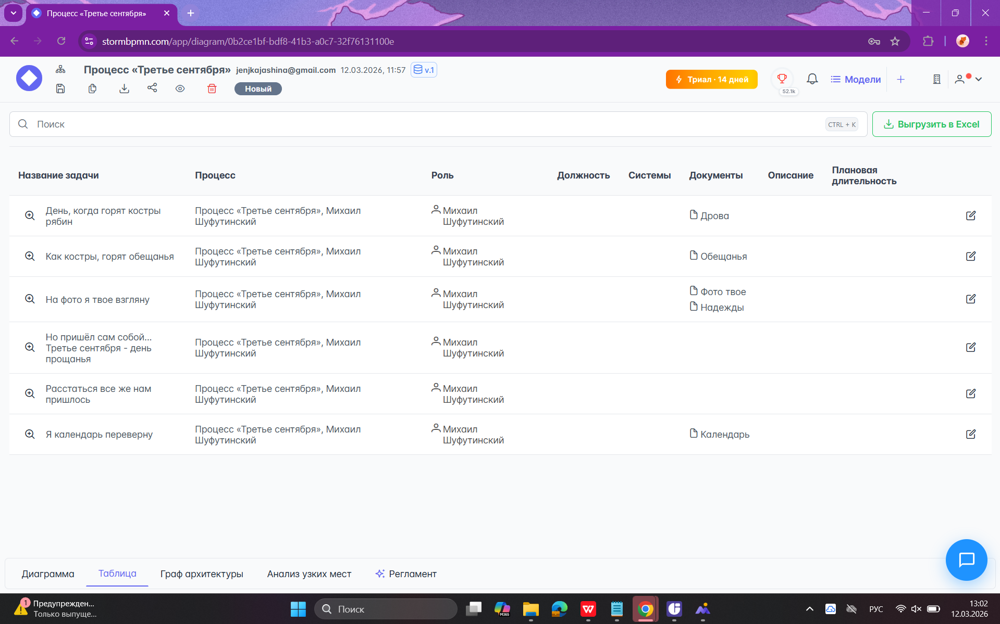 Процесс «Третье сентября»
stormbpmn.com/app/diagram/0b2ce1bf-bdf8-41b3-a0c7-32f76131100e
Процесс «Третье сентября» jenjkajashina@gmail.com 12.03.2026, 11:57 v.1
Новый
Триал · 14 дней
52.1k
Модели
Поиск
CTRL + K
Выгрузить в Excel
Название задачи
Процесс
Роль
Должность
Системы
Документы
Описание
Плановая
длительность
День, когда горят костры
рябин
Процесс «Третье сентября», Михаил
Шуфутинский
Михаил
Шуфутинский
Дрова
Как костры, горят обещанья
Процесс «Третье сентября», Михаил
Шуфутинский
Михаил
Шуфутинский
Обещанья
На фото я твое взгляну
Процесс «Третье сентября», Михаил
Шуфутинский
Михаил
Шуфутинский
Фото твое
Надежды
Но пришёл сам собой...
Третье сентября - день
прощанья
Процесс «Третье сентября», Михаил
Шуфутинский
Михаил
Шуфутинский
Расстаться все же нам
пришлось
Процесс «Третье сентября», Михаил
Шуфутинский
Михаил
Шуфутинский
Я календарь переверну
Процесс «Третье сентября», Михаил
Шуфутинский
Михаил
Шуфутинский
Календарь
Диаграмма
Таблица
Граф архитектуры
Анализ узких мест
Регламент
1
Предупрежден...
Только выпуще...
Поиск
M365
РУС
13:02
12.03.2026